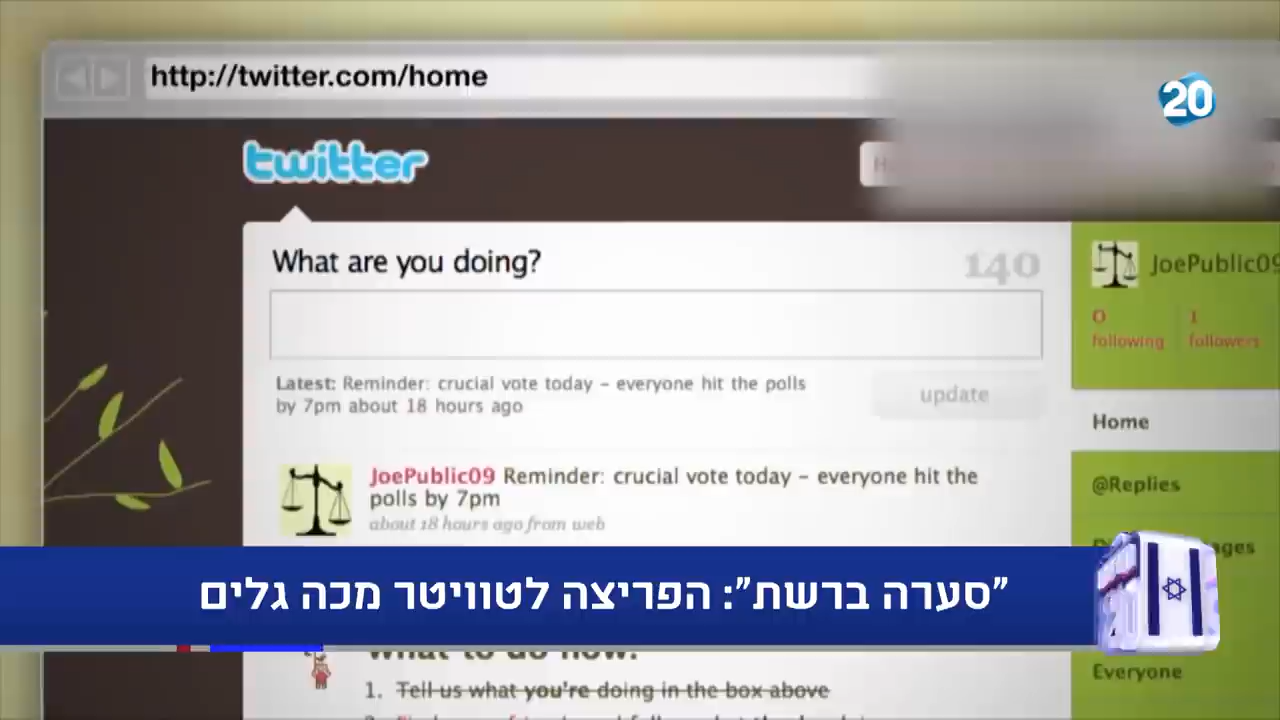 http://twitter.com/home
20
twitter
What are you doing?
140
JoePublic09
0
following
1
followers
Latest: Reminder: crucial vote today – everyone hit the polls
by 7pm about 18 hours ago
update
Home
JoePublic09 Reminder: crucial vote today – everyone hit the
polls by 7pm
about 18 hours ago from web
@Replies
"סערה ברשת": הפריצה לטוויטר מכה גלים
what to do now:
Everyone
1. Tell us what you're doing in the box above